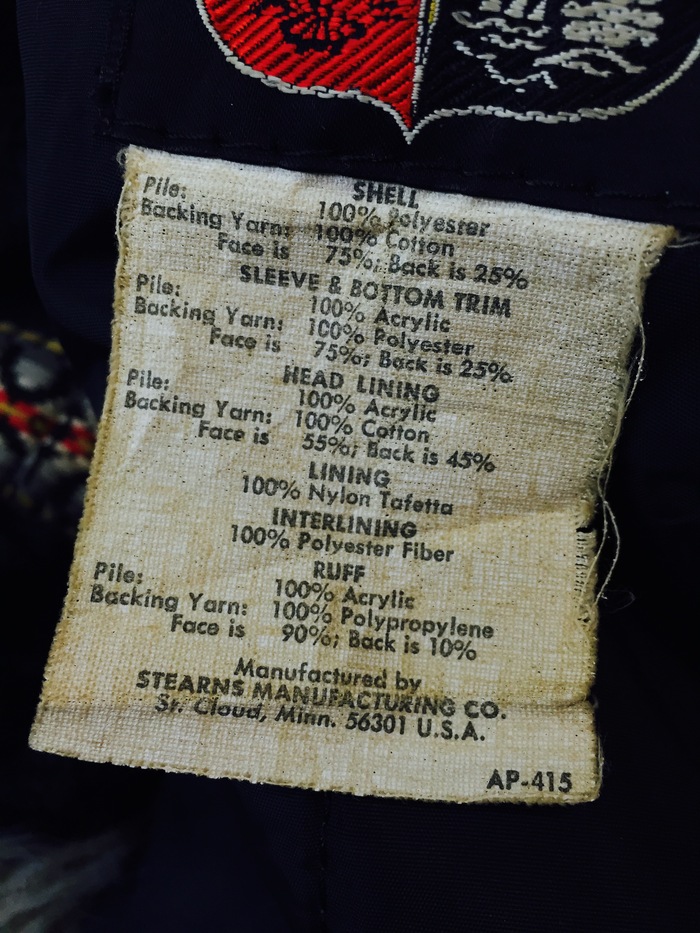 SHELL
Pile: 100% Polyester
Backing Yarn: 100% Cotton
Face is 75%; Back is 25%
SLEEVE & BOTTOM TRIM
Pile: 100% Acrylic
Backing Yarn: 100% Polyester
Face is 75%; Back is 25%
HEAD LINING
Pile: 100% Acrylic
Backing Yarn: 100% Cotton
Face is 55%; Back is 45%
LINING
100% Nylon Tafetta
INTERLINING
100% Polyester Fiber
RUFF
Pile: 100% Acrylic
Backing Yarn: 100% Polypropylene
Face is 90%; Back is 10%
Manufactured by
STEARNS MANUFACTURING CO.
St. Cloud, Minn. 56301 U.S.A.
AP-415